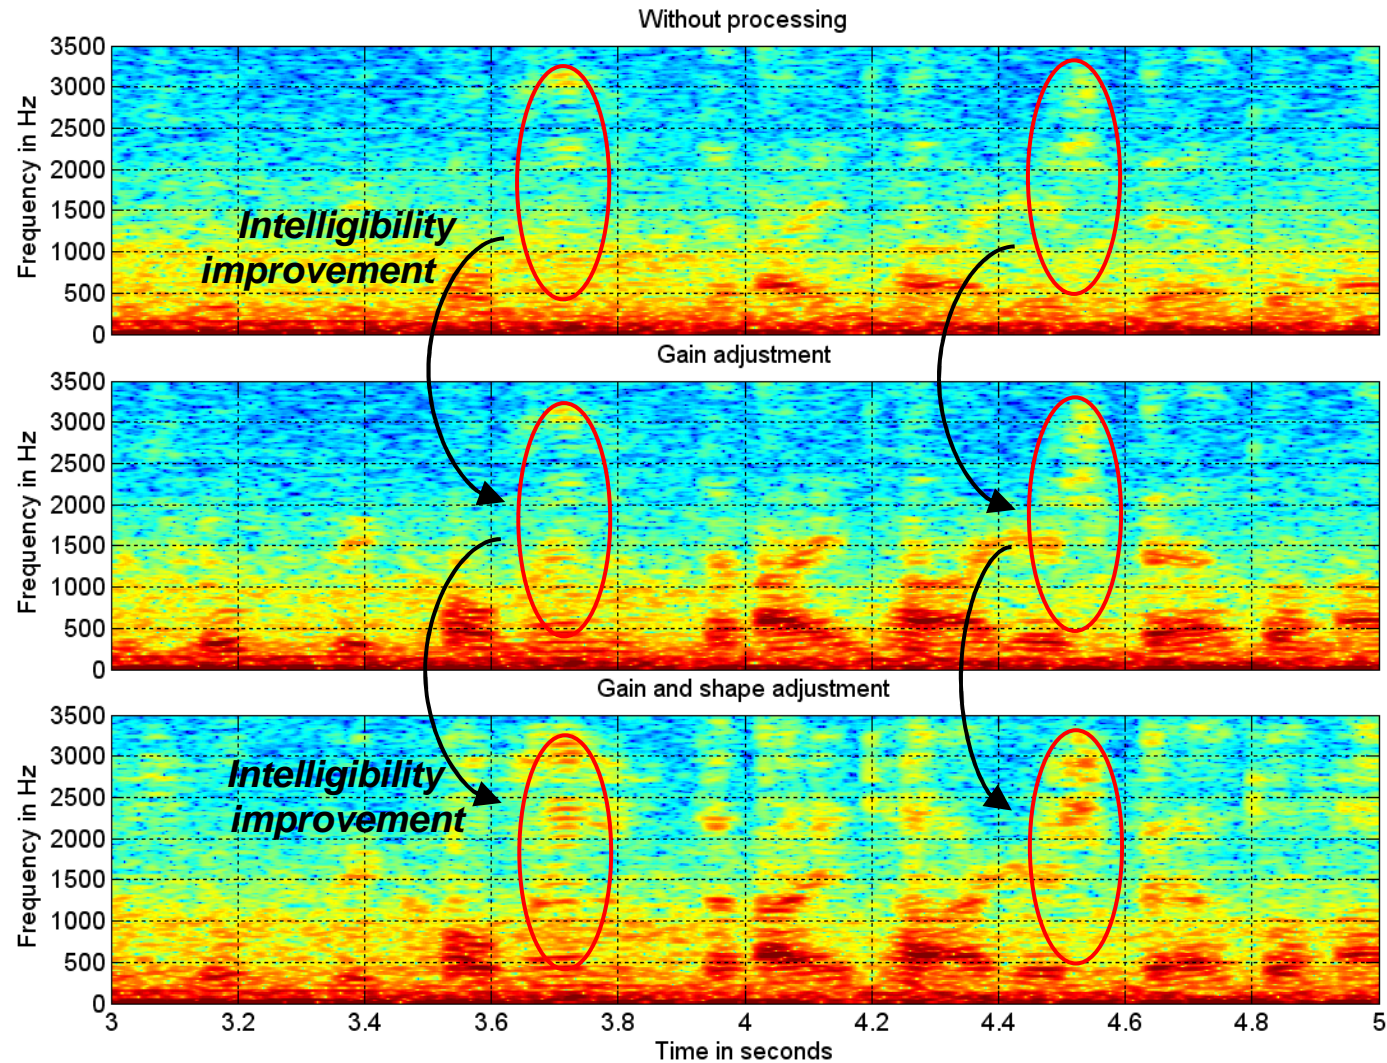 Without processing
Frequency in Hz
3500
3000
2500
2000
1500
1000
500
0
Intelligibility
improvement
Gain adjustment
Frequency in Hz
3500
3000
2500
2000
1500
1000
500
0
Gain and shape adjustment
Frequency in Hz
3500
3000
2500
2000
1500
1000
500
0
Intelligibility
improvement
3 3.2 3.4 3.6 3.8 4 4.2 4.4 4.6 4.8 5
Time in seconds